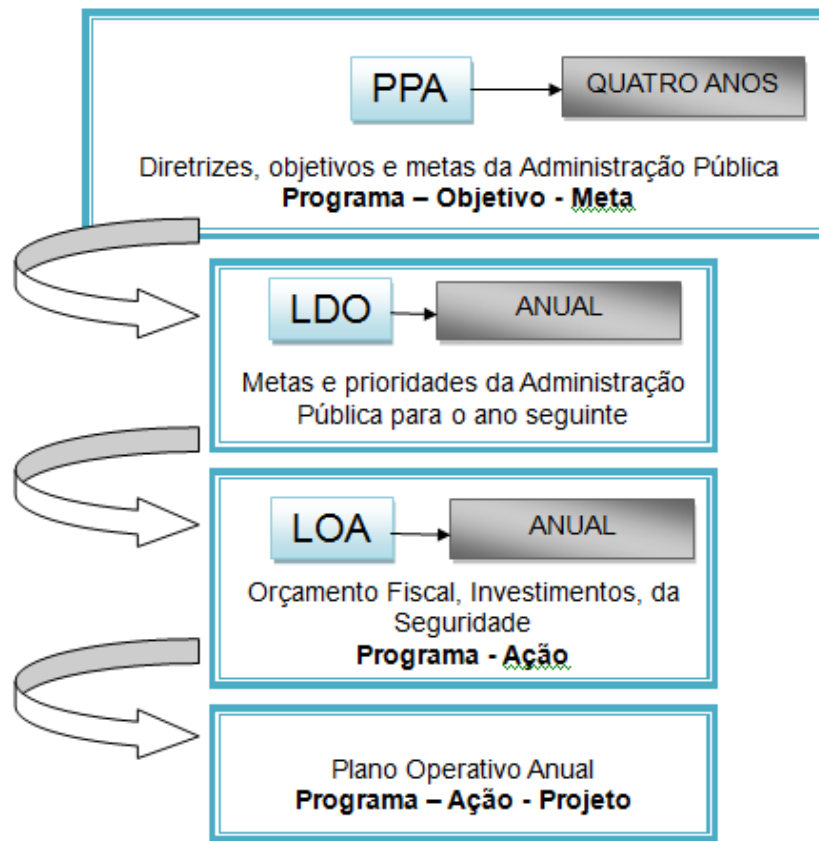 PPA
QUATRO ANOS
Diretrizes, objetivos e metas da Administração Pública
Programa – Objetivo - Meta
LDO
ANUAL
Metas e prioridades da Administração
Pública para o ano seguinte
LOA
ANUAL
Orçamento Fiscal, Investimentos, da
Seguridade
Programa - Ação
Plano Operativo Anual
Programa – Ação - Projeto